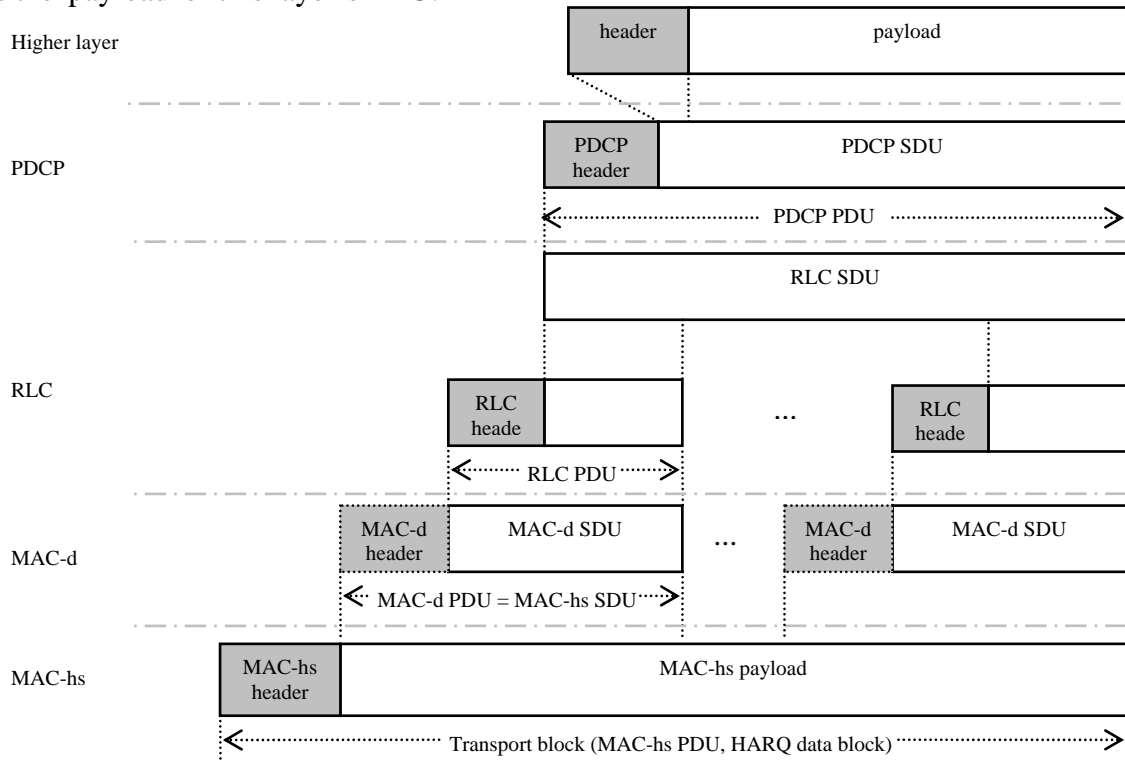 Higher layer
header
payload
PDCP
PDCP
header
PDCP SDU
PDCP PDU
RLC SDU
RLC
RLC
heade
...
RLC
heade
RLC PDU
MAC-d
MAC-d
header
MAC-d SDU
...
MAC-d
header
MAC-d SDU
MAC-d PDU = MAC-hs SDU
MAC-hs
MAC-hs
header
MAC-hs payload
Transport block (MAC-hs PDU, HARQ data block)